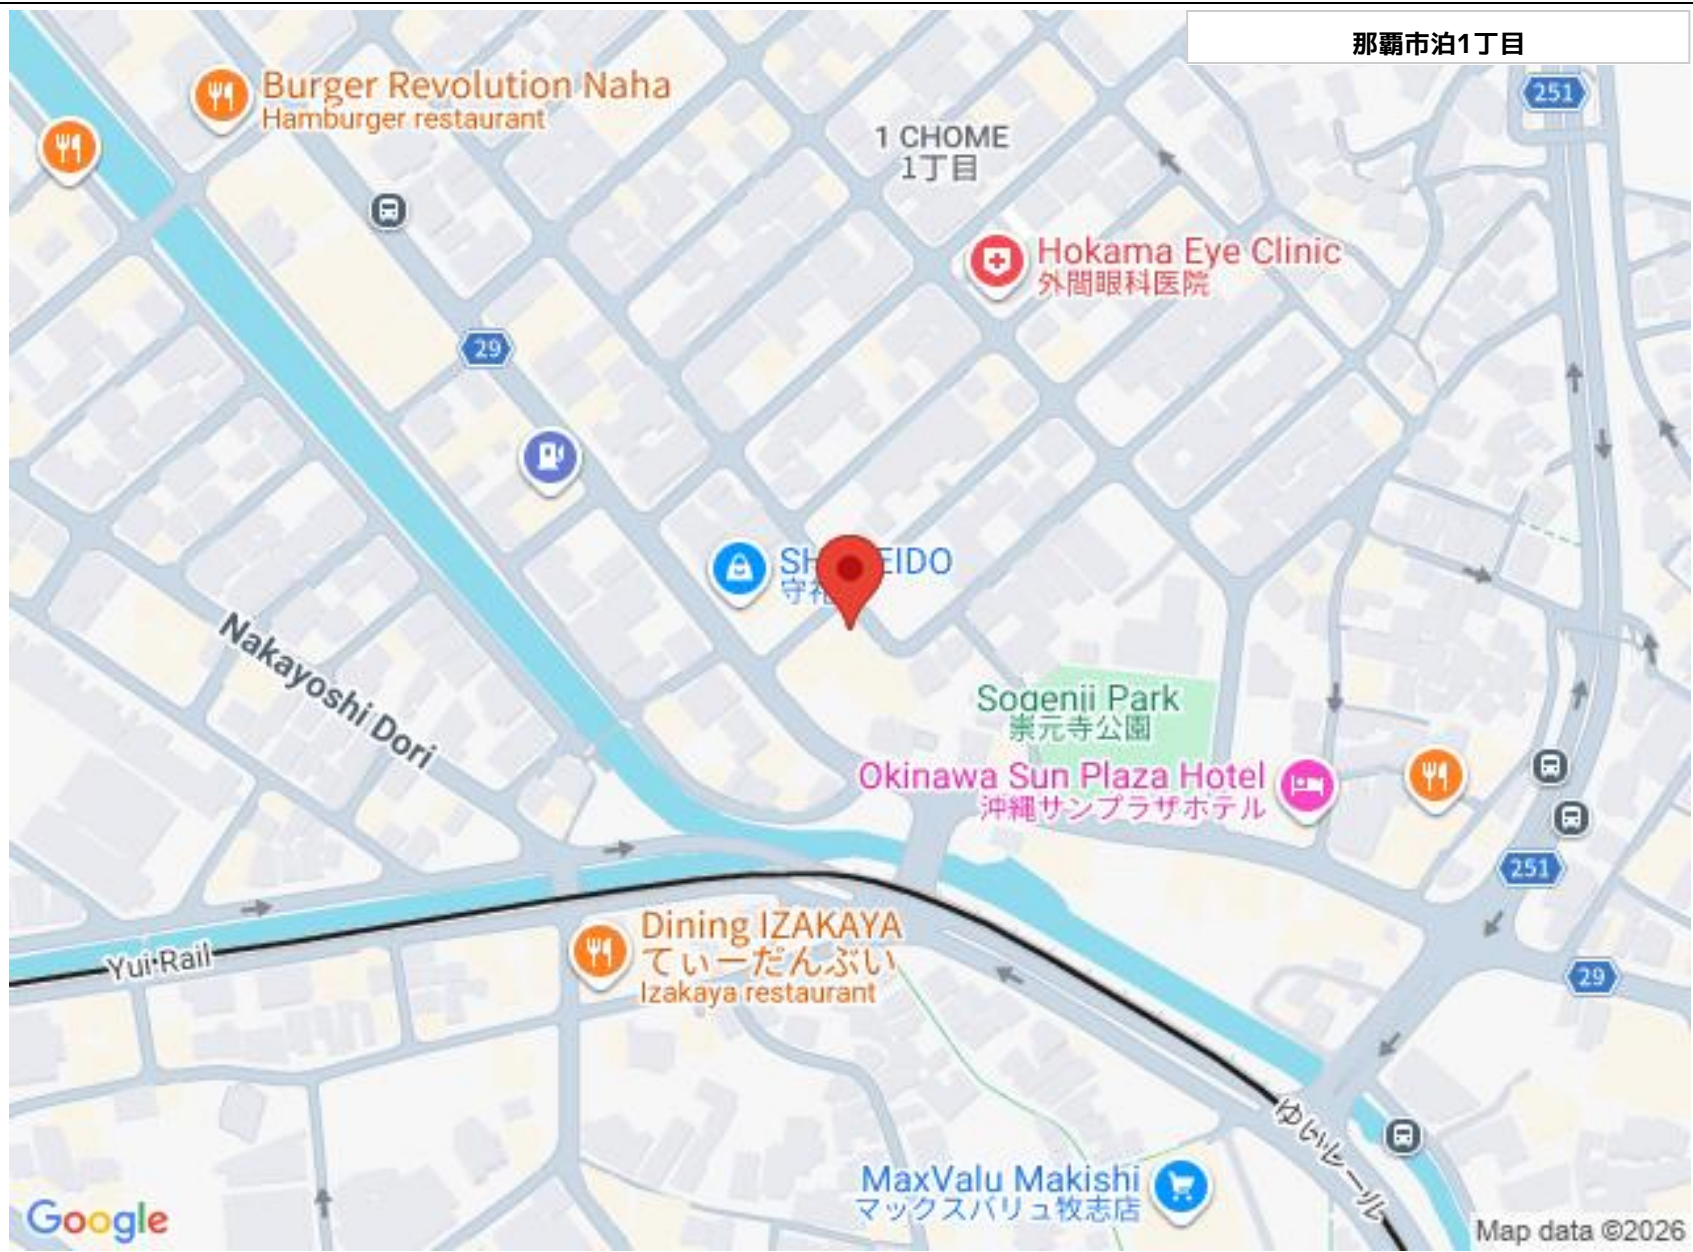 那覇市泊1丁目
251
Burger Revolution Naha
Hamburger restaurant
1 CHOME
1丁目
Hokama Eye Clinic
外間眼科医院
29
Nakayoshi Dori
Sogenji Park
崇元寺公園
Okinawa Sun Plaza Hotel
沖縄サンプラザホテル
251
Dining IZAKAYA
てぃーだんぶい
Izakaya restaurant
Yui Rail
29
ゆいレール
MaxValu Makishi
マックスバリュ牧志店
Google
Map data ©2026